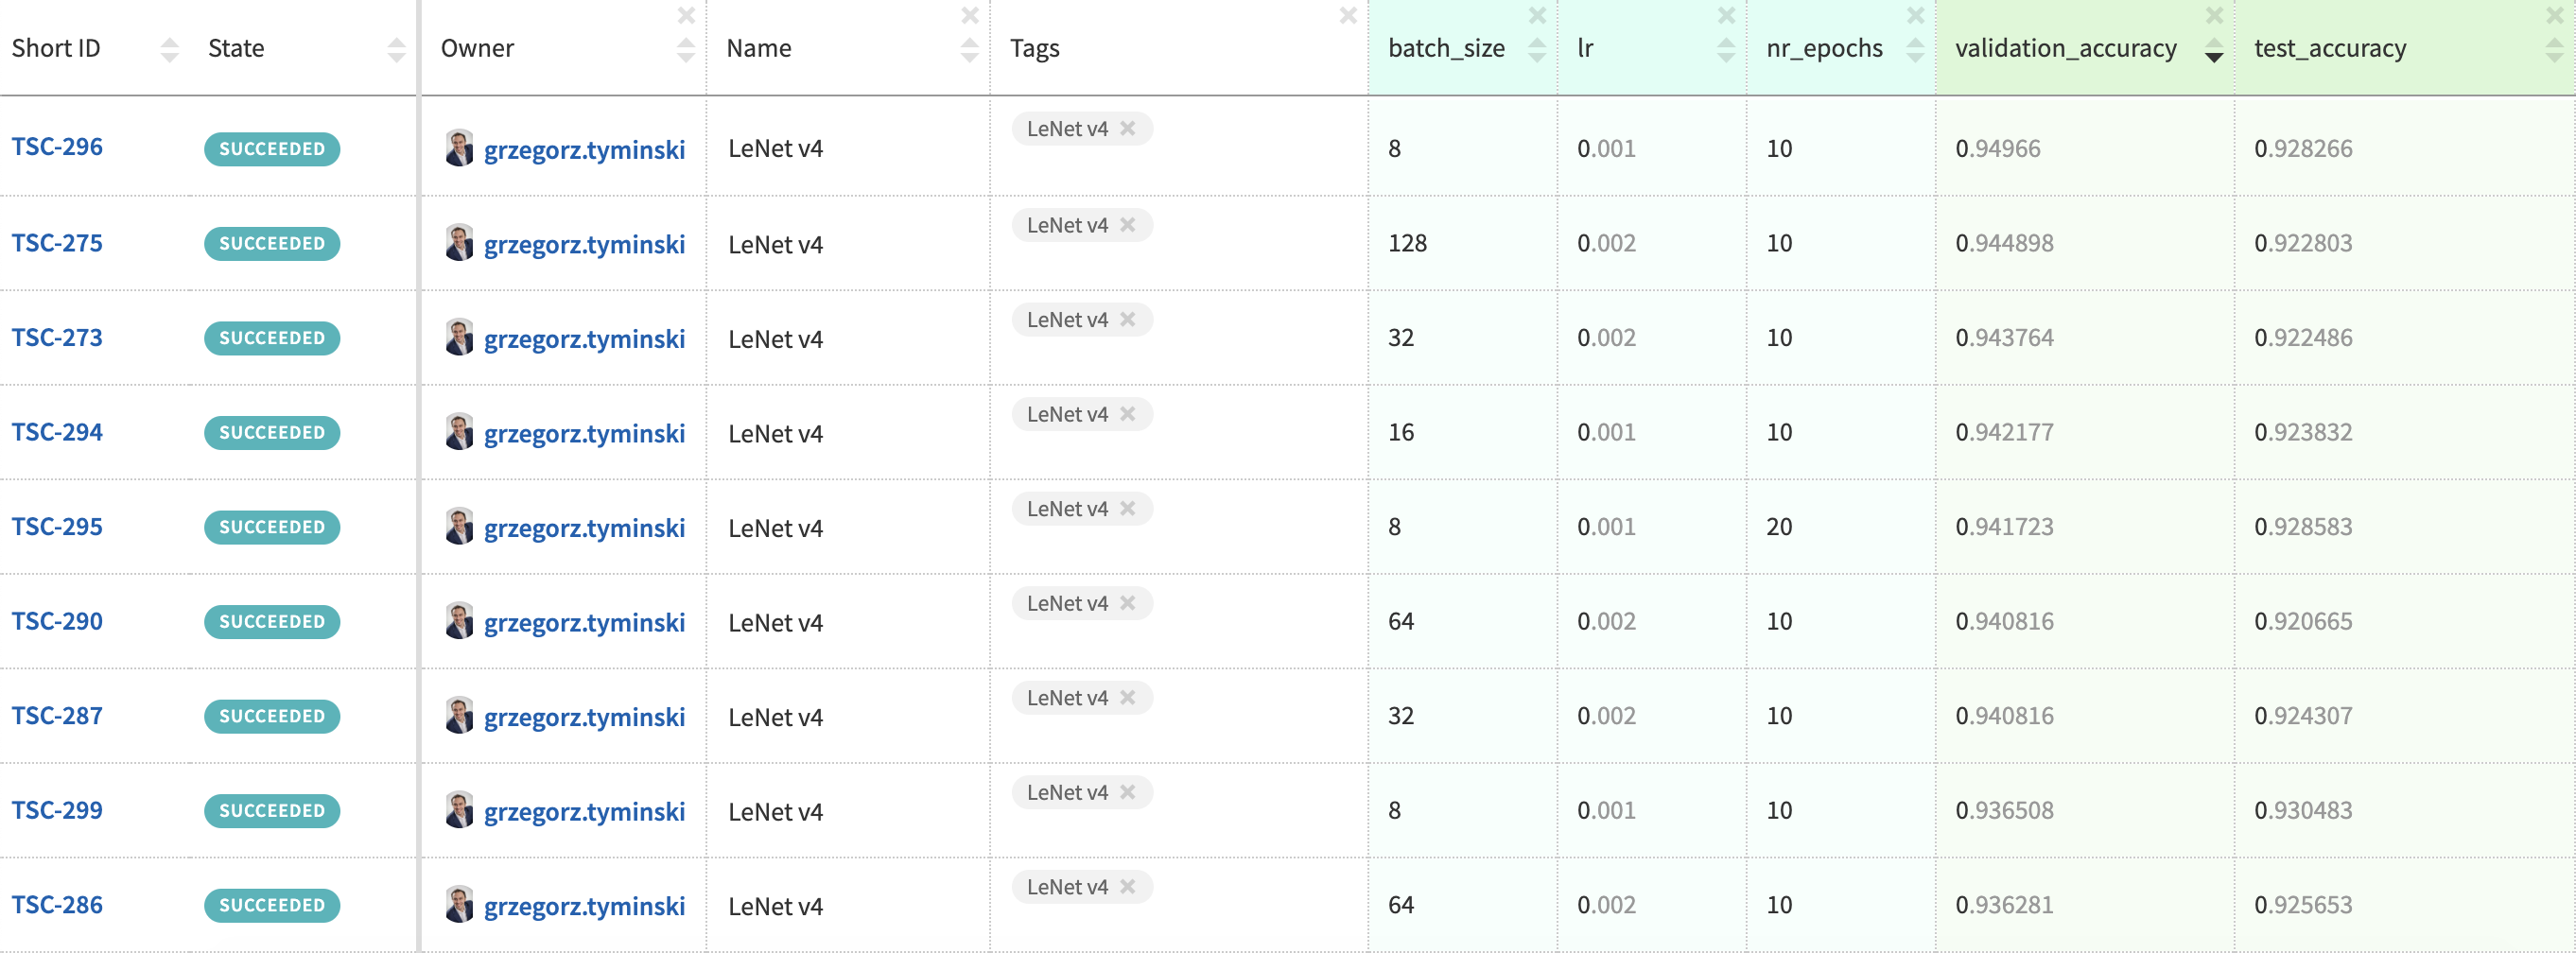 Short ID State Owner Name Tags batch_size lr nr_epochs validation_accuracy test_accuracy
TSC-296 SUCCEEDED grzegorz.tyminski LeNet v4 LeNet v4 8 0.001 10 0.94966 0.928266
TSC-275 SUCCEEDED grzegorz.tyminski LeNet v4 LeNet v4 128 0.002 10 0.944898 0.922803
TSC-273 SUCCEEDED grzegorz.tyminski LeNet v4 LeNet v4 32 0.002 10 0.943764 0.922486
TSC-294 SUCCEEDED grzegorz.tyminski LeNet v4 LeNet v4 16 0.001 10 0.942177 0.923832
TSC-295 SUCCEEDED grzegorz.tyminski LeNet v4 LeNet v4 8 0.001 20 0.941723 0.928583
TSC-290 SUCCEEDED grzegorz.tyminski LeNet v4 LeNet v4 64 0.002 10 0.940816 0.920665
TSC-287 SUCCEEDED grzegorz.tyminski LeNet v4 LeNet v4 32 0.002 10 0.940816 0.924307
TSC-299 SUCCEEDED grzegorz.tyminski LeNet v4 LeNet v4 8 0.001 10 0.936508 0.930483
TSC-286 SUCCEEDED grzegorz.tyminski LeNet v4 LeNet v4 64 0.002 10 0.936281 0.925653